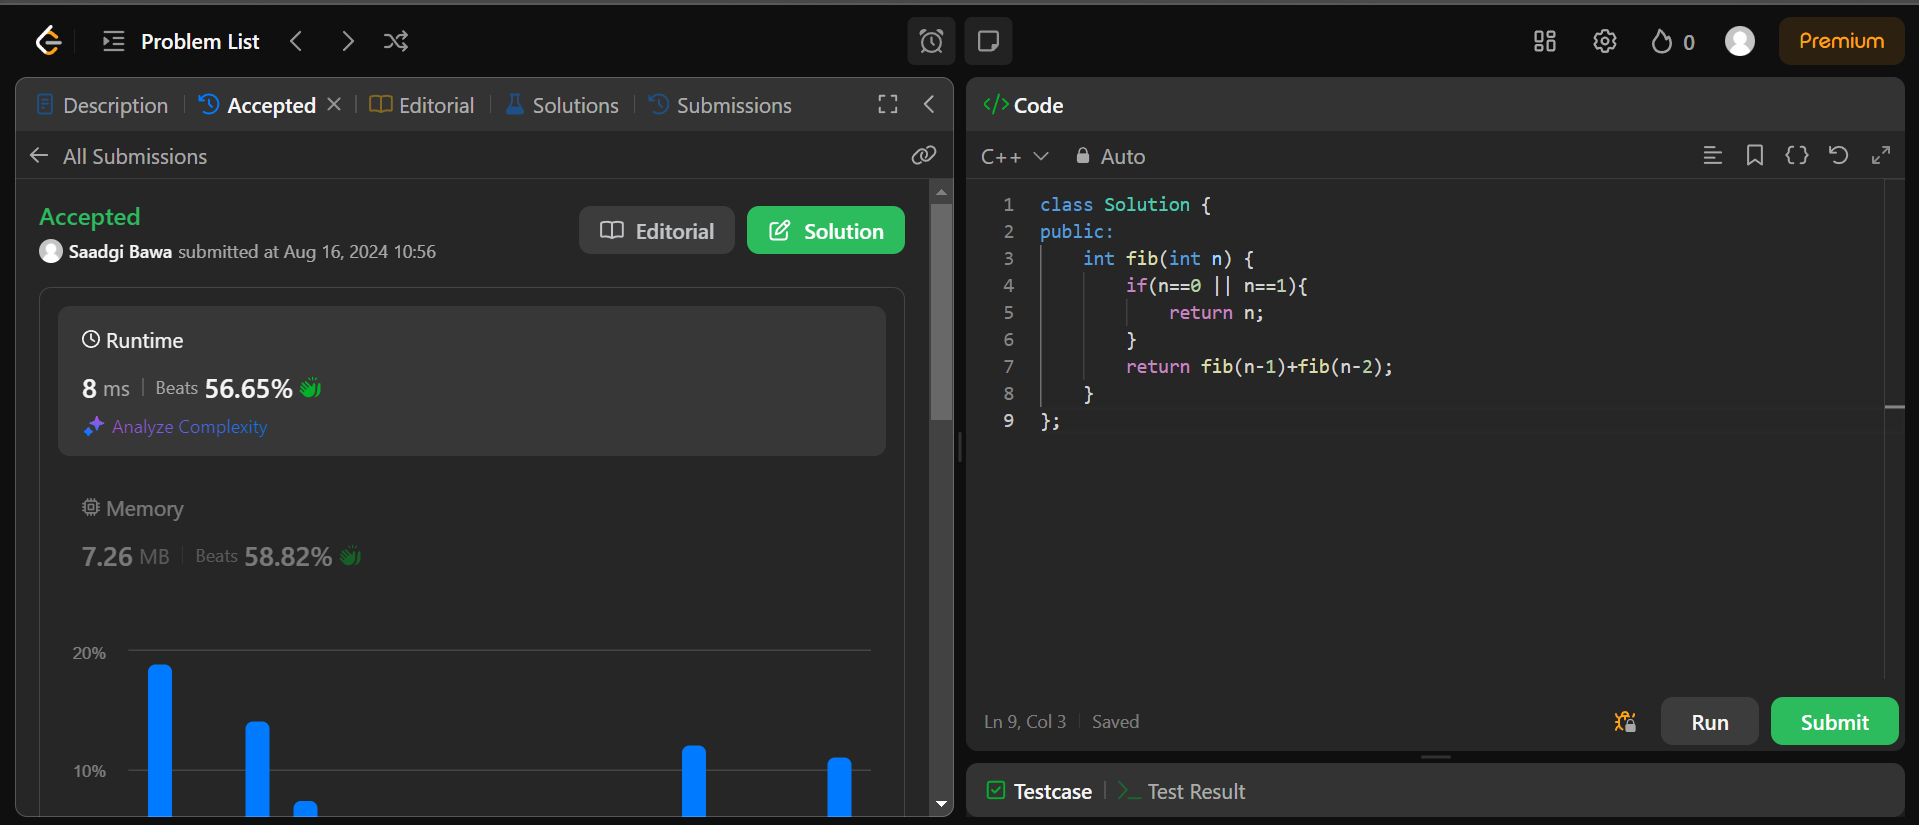 Problem List
0
Premium
Description
Accepted
Editorial
Solutions
Submissions
All Submissions
Accepted
Saadgi Bawa submitted at Aug 16, 2024 10:56
Editorial
Solution
Runtime
8 ms
Beats 56.65%
Analyze Complexity
Memory
7.26 MB
Beats 58.82%
20%
10%
</> Code
C++
Auto
1 class Solution {
2 public:
3     int fib(int n) {
4         if(n==0 || n==1){
5             return n;
6         }
7         return fib(n-1)+fib(n-2);
8     }
9 };
Ln 9, Col 3
Saved
Run
Submit
Testcase
Test Result